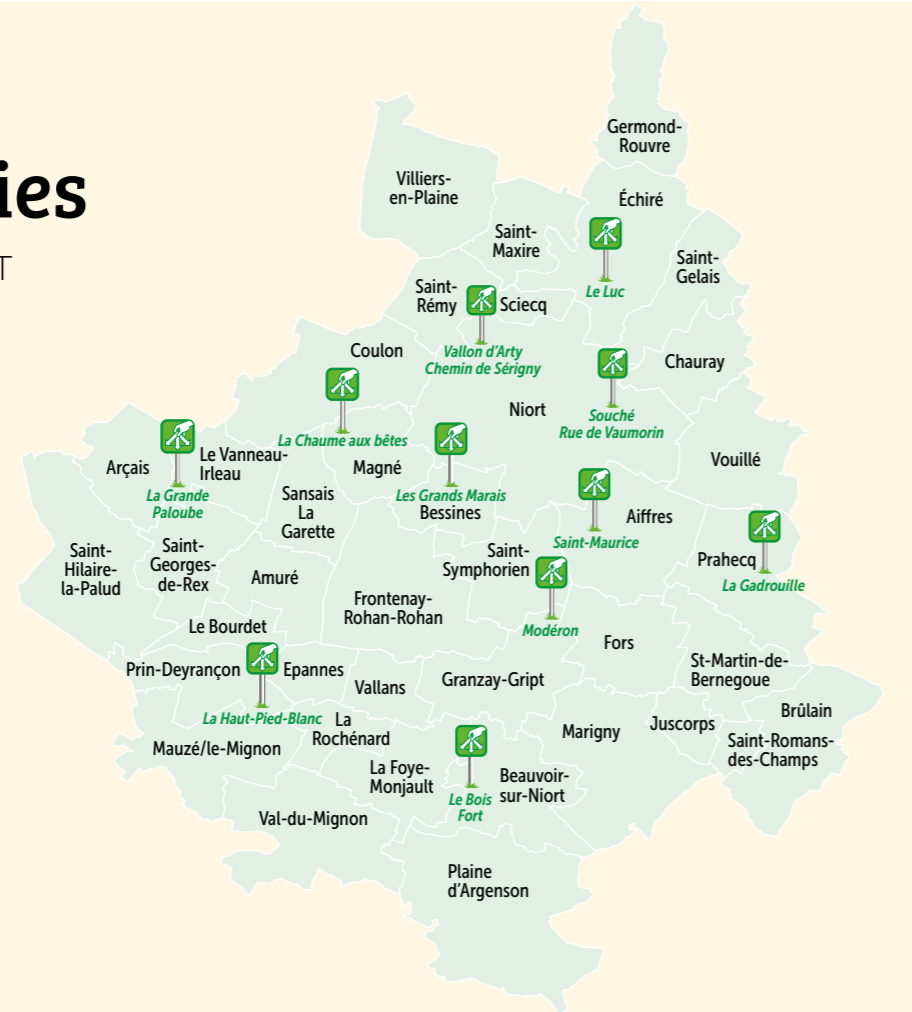 ies
T
Germond-
Rouvre
Villiers-
en-Plaine
Échiré
Saint-
Maxire
Saint-
Gelais
Le Luc
Saint-
Rémy
Sciecq
Vallon d'Arty
Chemin de Sérigny
Coulon
Chauray
Niort
Souché
Rue de Vaumorin
La Chaume aux bêtes
Arçais
Le Vanneau-
Irleau
Magné
Vouillé
La Grande
Paloube
Sansais
La
Garette
Les Grands Marais
Bessines
Aiffres
Saint-Maurice
Saint-
Hilaire-
la-Palud
Saint-
Georges-
de-Rex
Amuré
Saint-
Symphorien
Prahecq
La Gadrouille
Frontenay-
Rohan-Rohan
Modéron
Le Bourdet
Fors
Prin-Deyrançon
Epannes
Vallans
Granzay-Gript
St-Martin-de-
Bernegoue
La Haut-Pied-Blanc
La
Rochénard
Mauzé/le-Mignon
Marigny
Juscorps
Brûlain
Saint-Romans-
des-Champs
La Foye-
Monjault
Le Bois
Fort
Beauvoir-
sur-Niort
Val-du-Mignon
Plaine
d'Argenson